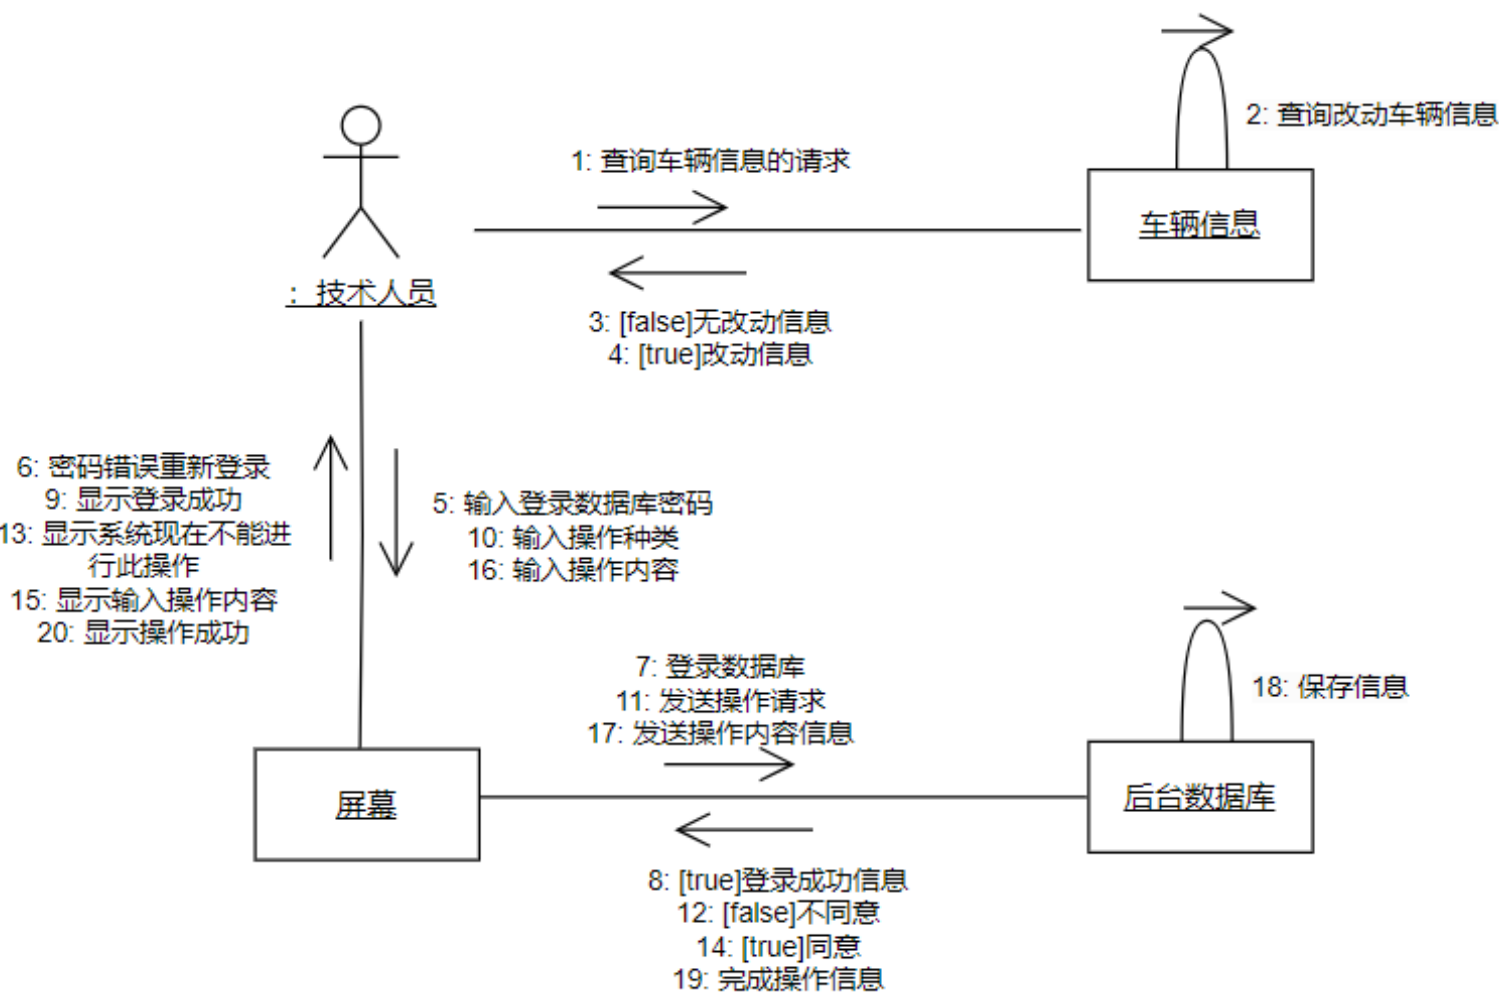 2: 查询改动车辆信息
1: 查询车辆信息的请求
车辆信息
: 技术人员
3: [false]无改动信息
4: [true]改动信息
6: 密码错误重新登录
9: 显示登录成功
13: 显示系统现在不能进
行此操作
15: 显示输入操作内容
20: 显示操作成功
5: 输入登录数据库密码
10: 输入操作种类
16: 输入操作内容
7: 登录数据库
11: 发送操作请求
17: 发送操作内容信息
18: 保存信息
屏幕
后台数据库
8: [true]登录成功信息
12: [false]不同意
14: [true]同意
19: 完成操作信息